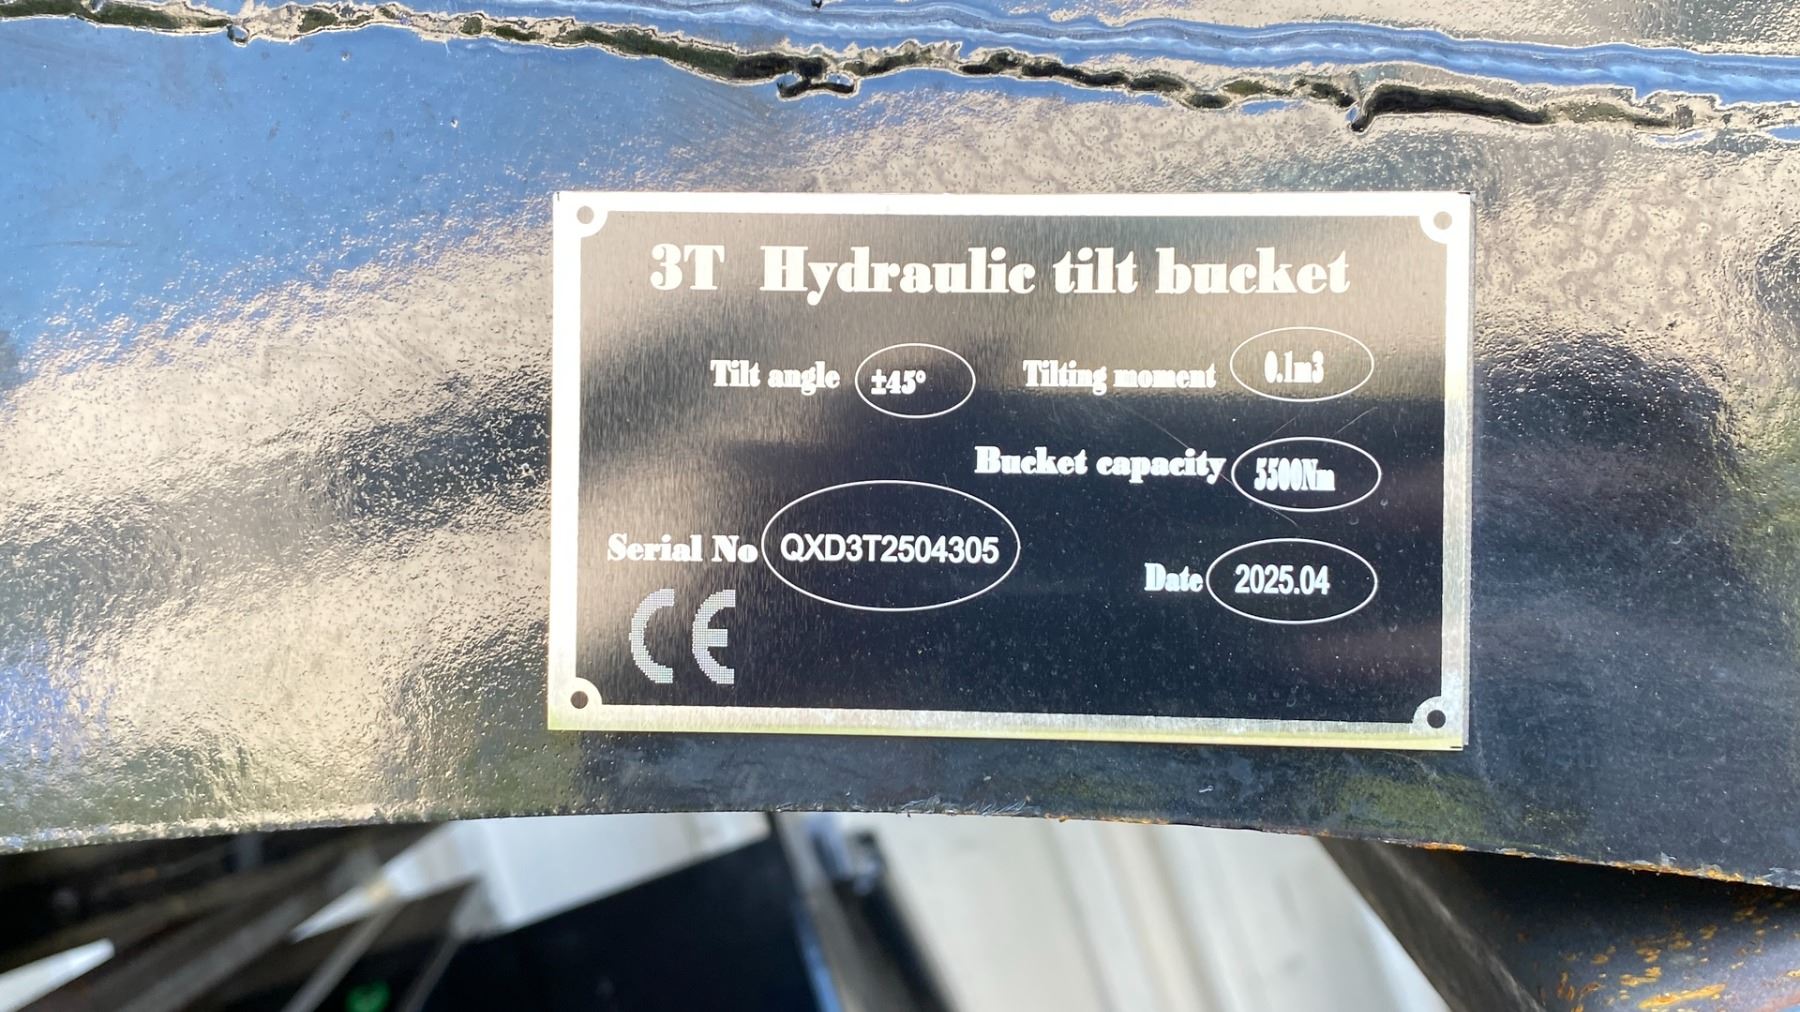 3T Hydraulic tilt bucket
Tilt angle ±45° Tilting moment 0.1m3
Bucket capacity 5500Nm
Serial No QXD3T2504305
Date 2025.04
CE